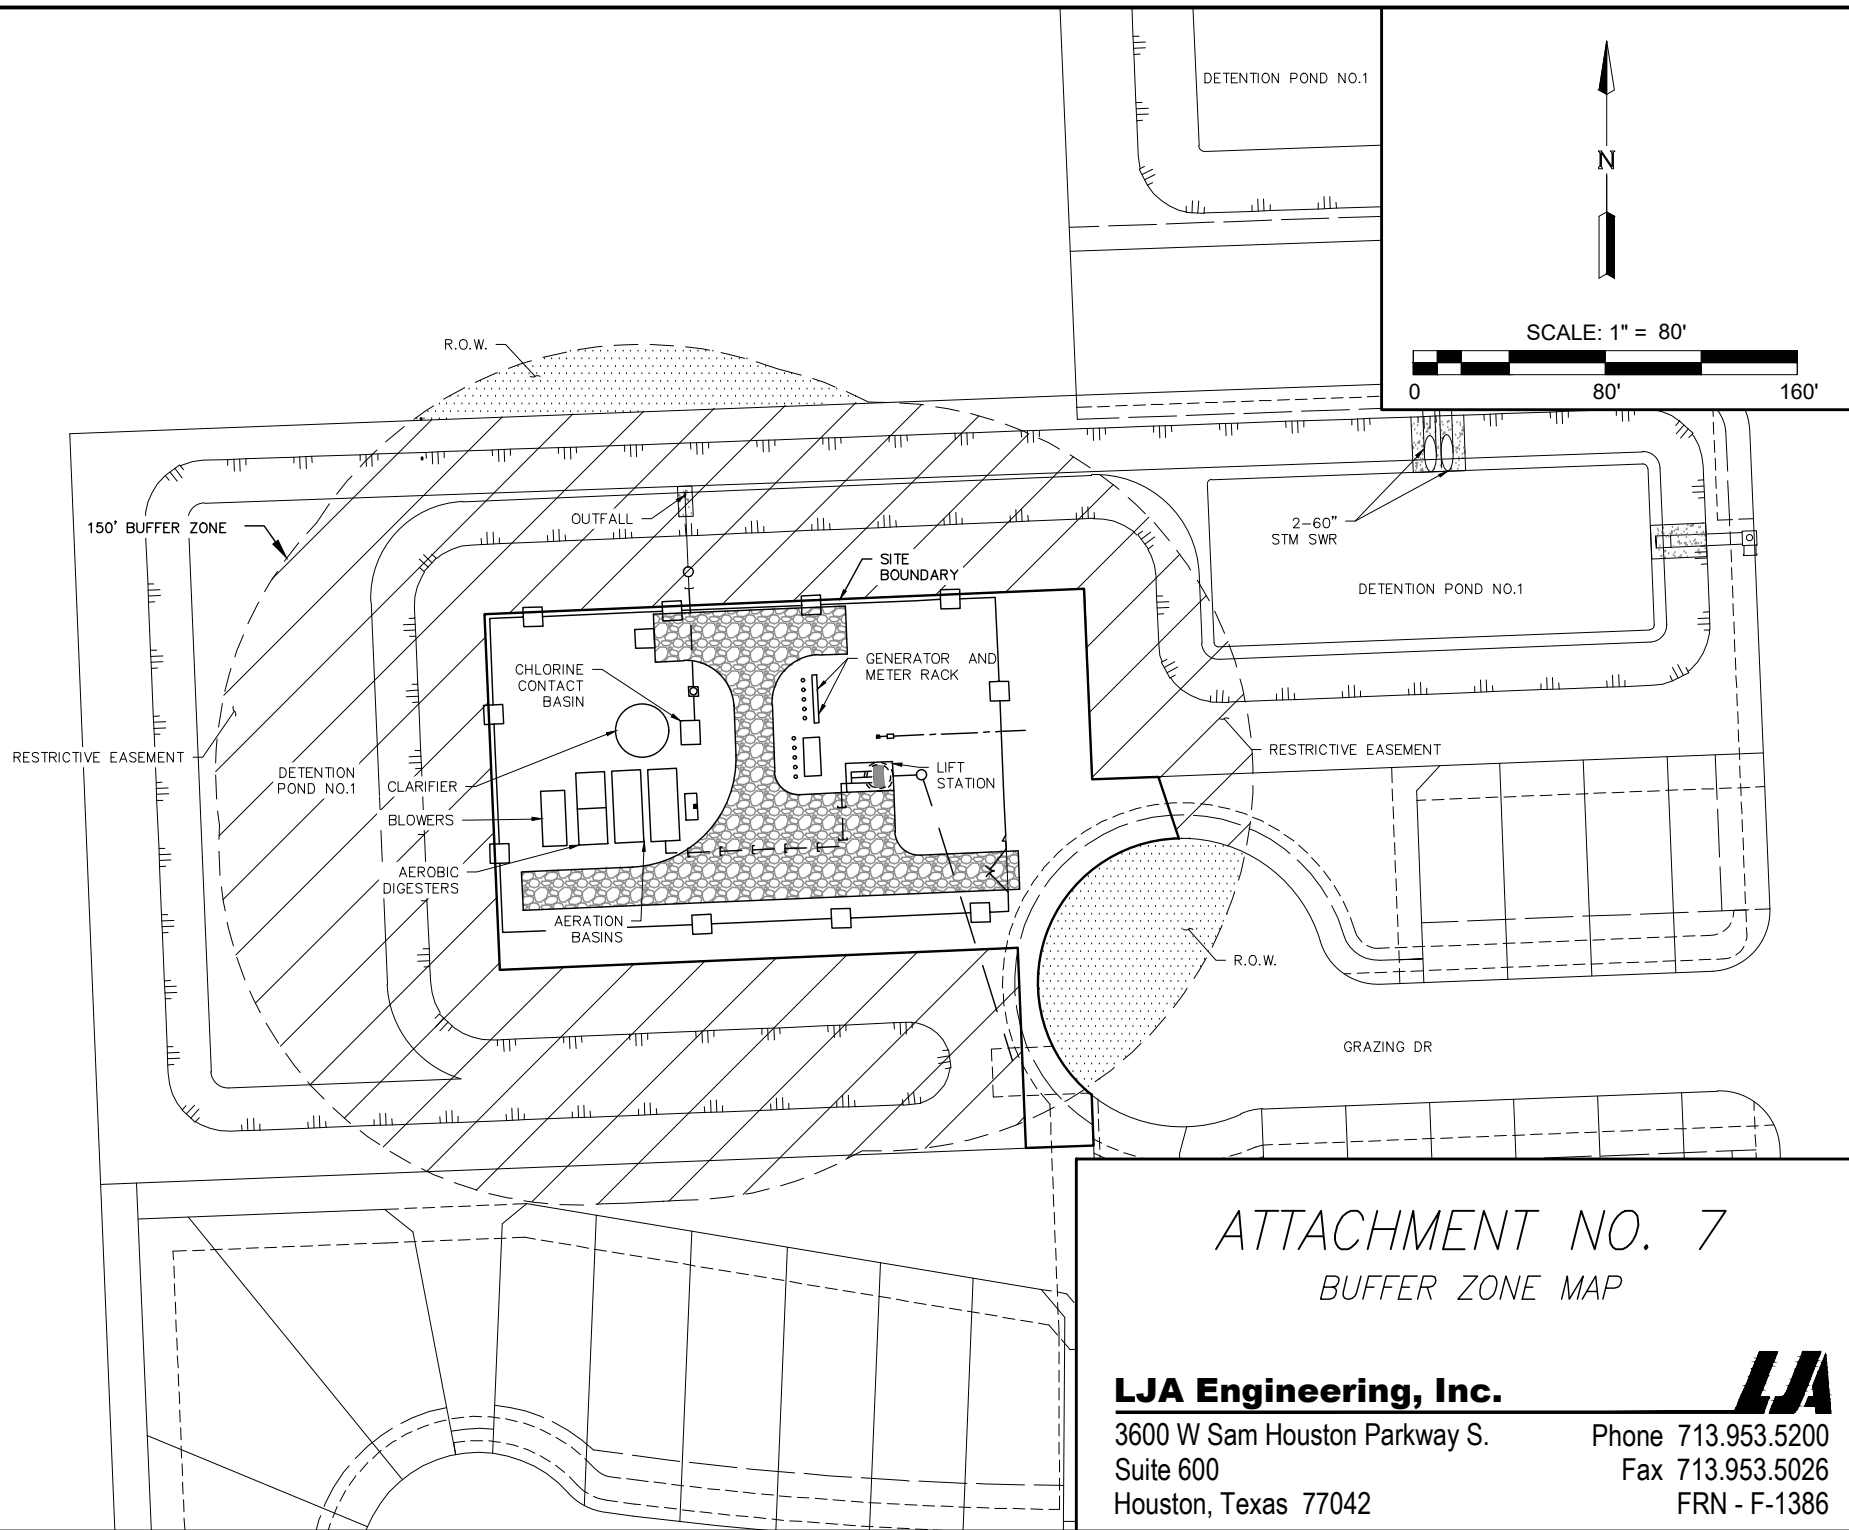 DETENTION POND NO.1
N
SCALE: 1" = 80'
0 80' 160'
R.O.W.
150' BUFFER ZONE
OUTFALL
2-60"
STM SWR
SITE
BOUNDARY
DETENTION POND NO.1
CHLORINE
CONTACT
BASIN
GENERATOR AND
METER RACK
RESTRICTIVE EASEMENT
RESTRICTIVE EASEMENT
DETENTION
POND NO.1
CLARIFIER
LIFT
STATION
BLOWERS
AEROBIC
DIGESTERS
AERATION
BASINS
R.O.W.
GRAZING DR
ATTACHMENT NO. 7
BUFFER ZONE MAP
LJA
LJA Engineering, Inc.
3600 W Sam Houston Parkway S.
Suite 600
Houston, Texas 77042
Phone 713.953.5200
Fax 713.953.5026
FRN - F-1386